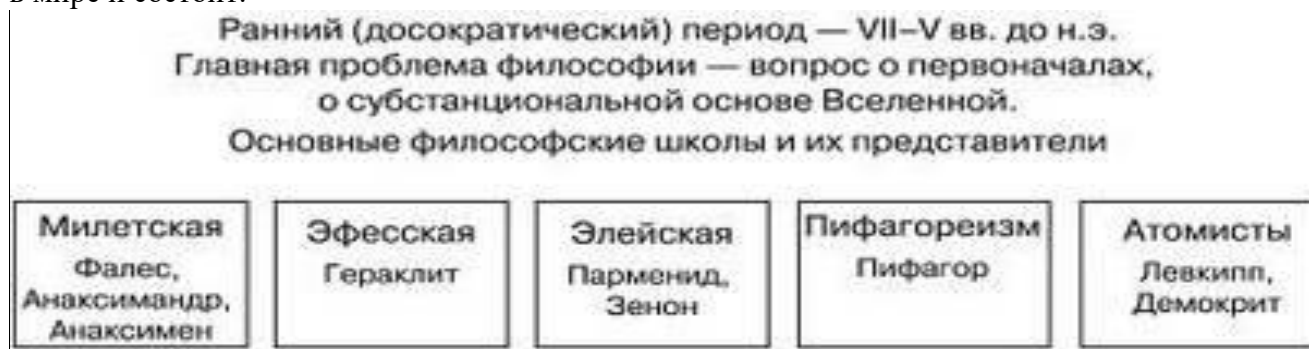 Ранний (досократический) период — VII–V вв. до н.э.
Главная проблема философии — вопрос о первоначалах,
о субстанциональной основе Вселенной.
Основные философские школы и их представители
Милетская
Фалес,
Анаксимандр,
Анаксимен
Эфесская
Гераклит
Элейская
Парменид,
Зенон
Пифагореизм
Пифагор
Атомисты
Левкипп,
Демокрит